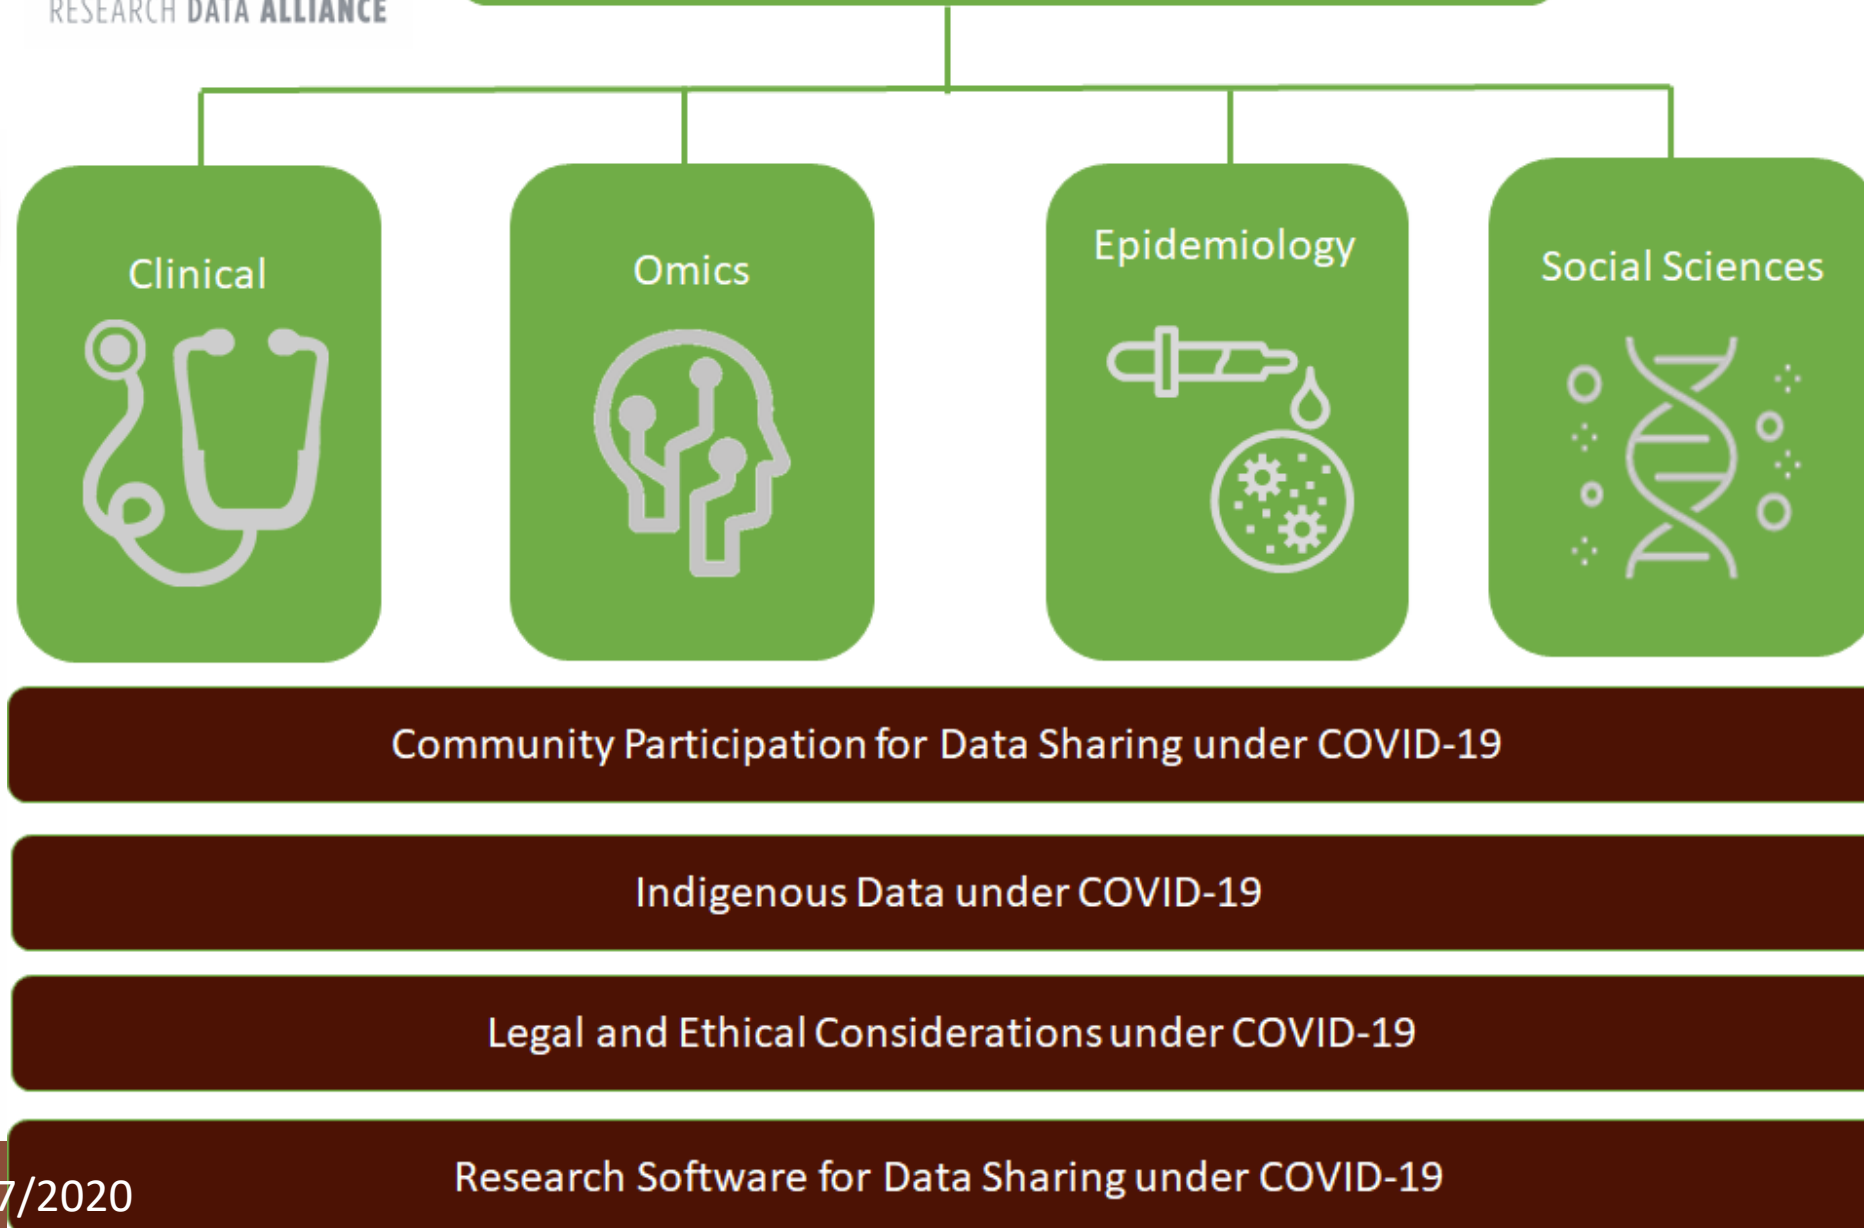 RESEARCH DATA ALLIANCE
Clinical
Omics
Epidemiology
Social Sciences
Community Participation for Data Sharing under COVID-19
Indigenous Data under COVID-19
Legal and Ethical Considerations under COVID-19
Research Software for Data Sharing under COVID-19
7/2020